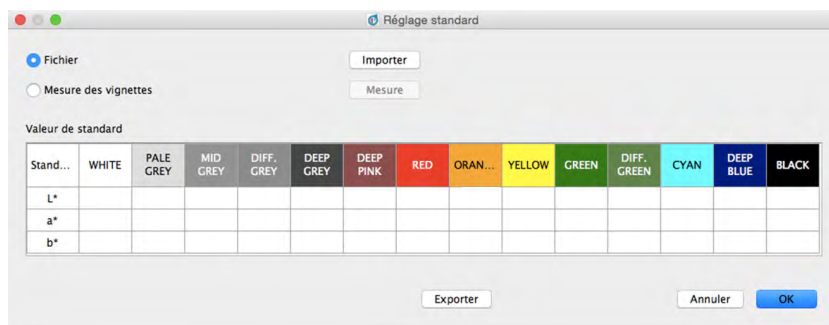 Réglage standard
Fichier
Importer
Mesure des vignettes
Mesure
Valeur de standard
Stand... WHITE PALE GREY MID GREY DIFF. GREY DEEP GREY DEEP PINK RED ORAN... YELLOW GREEN DIFF. GREEN CYAN DEEP BLUE BLACK
L*
a*
b*
Exporter
Annuler
OK